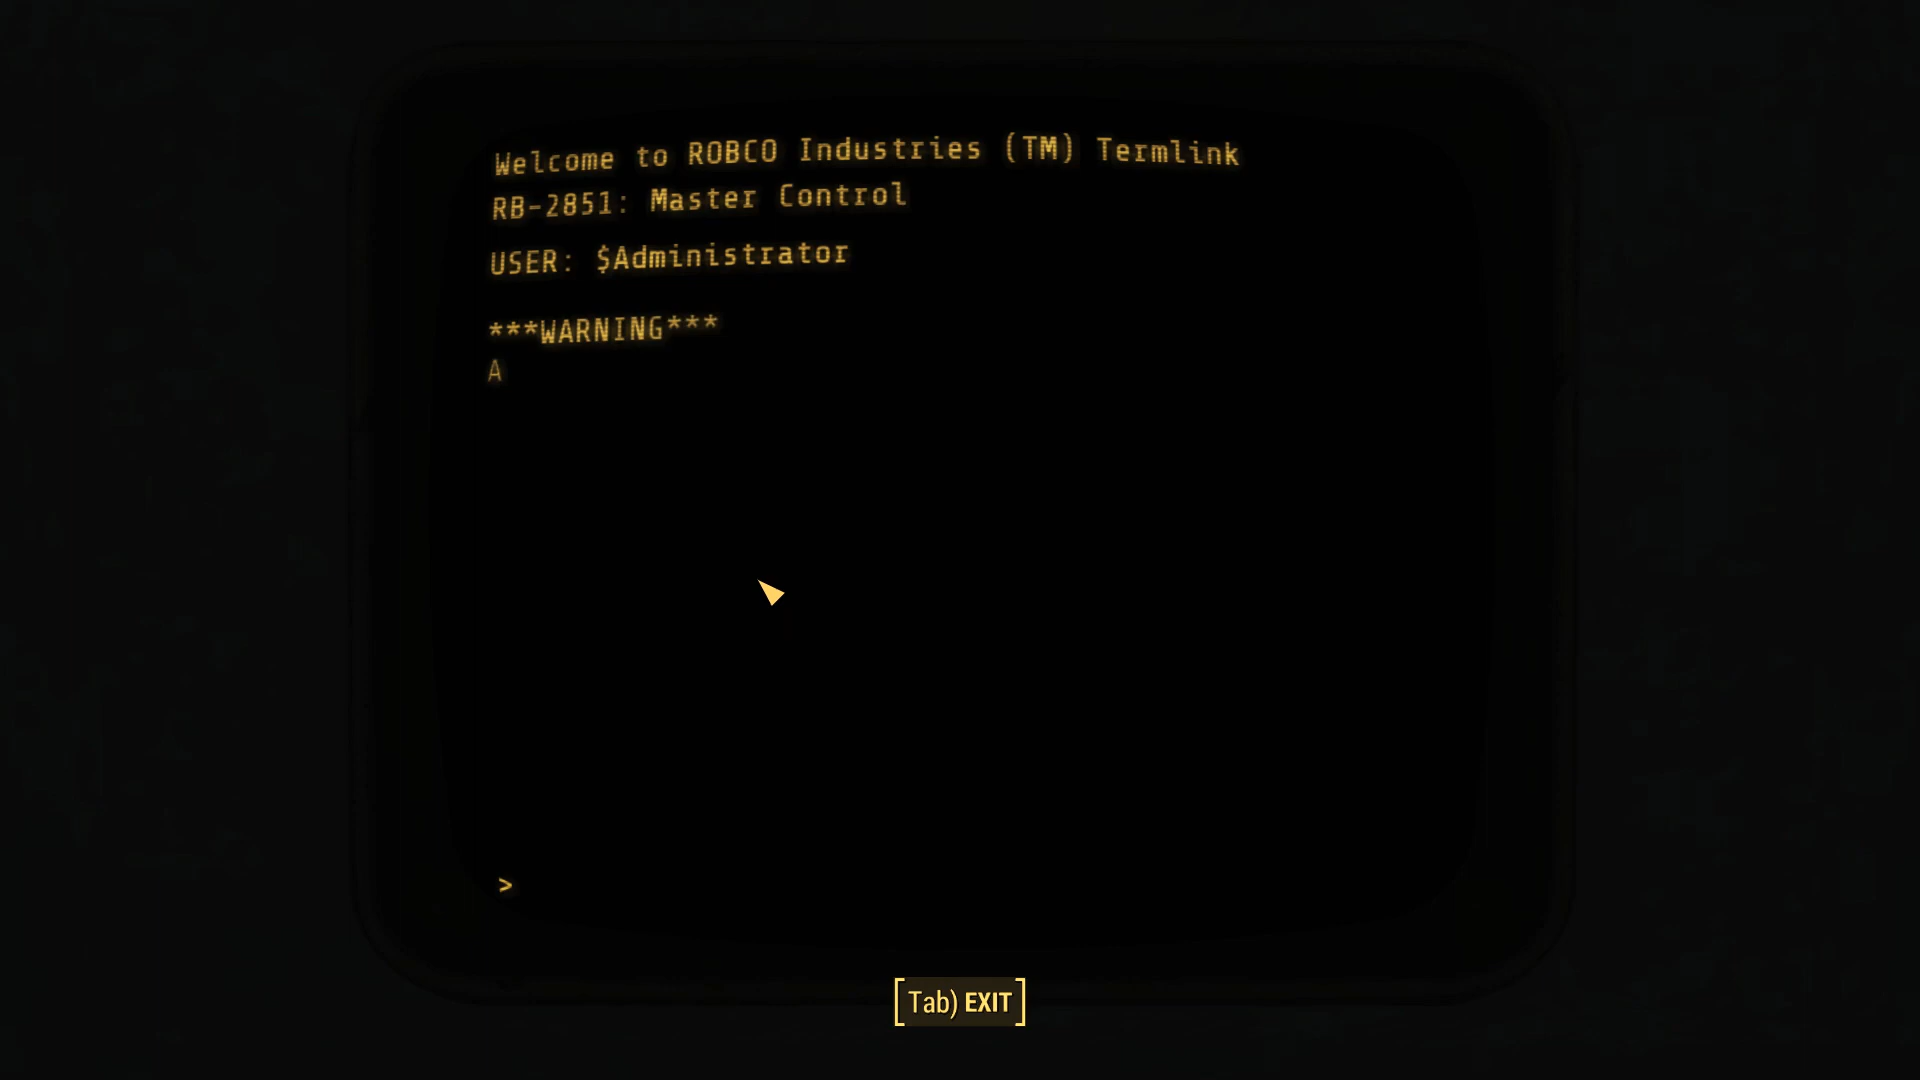 Welcome to ROBCO Industries (TM) Termlink
RB-2851: Master Control
USER: $Administrator
***WARNING***
A
>
[Tab) EXIT]